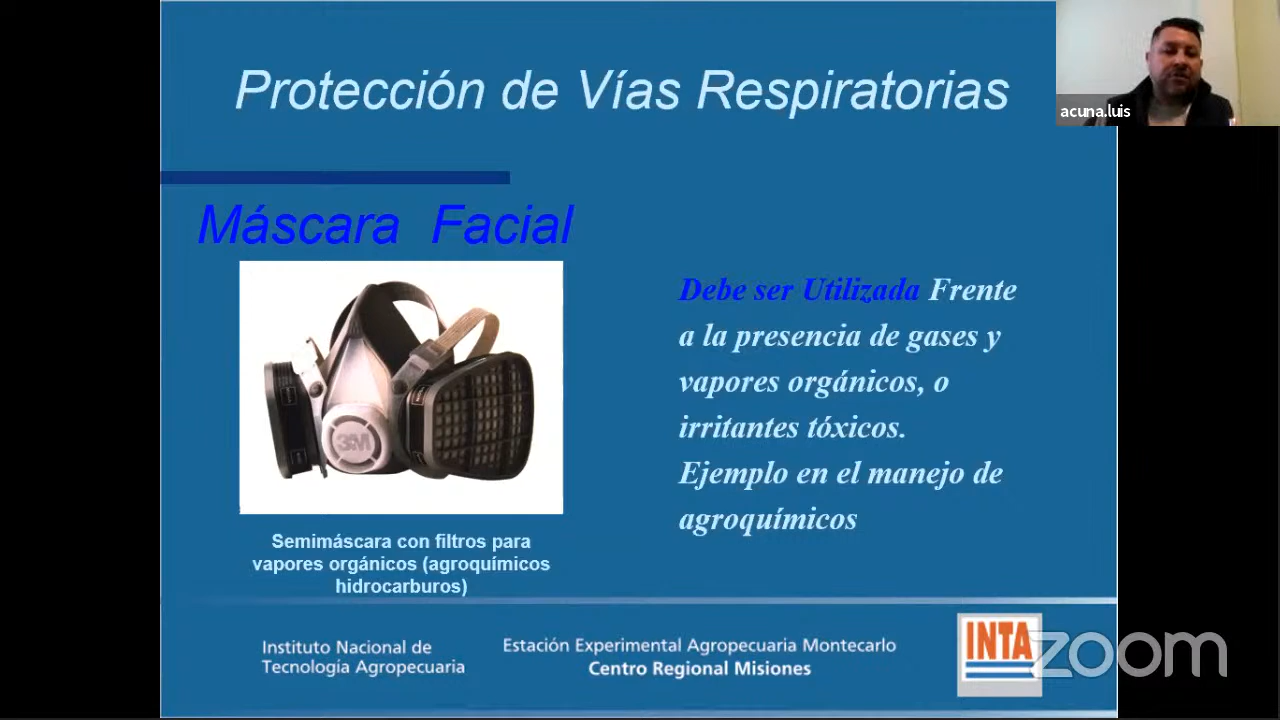 Protección de Vías Respiratorias
acuna.luis
Máscara Facial
Debe ser Utilizada Frente
a la presencia de gases y
vapores orgánicos, o
irritantes tóxicos.
Ejemplo en el manejo de
agroquímicos
3M
Semimáscara con filtros para
vapores orgánicos (agroquímicos
hidrocarburos)
Instituto Nacional de
Tecnología Agropecuaria
Estación Experimental Agropecuaria Montecarlo
Centro Regional Misiones
INTA
zoom